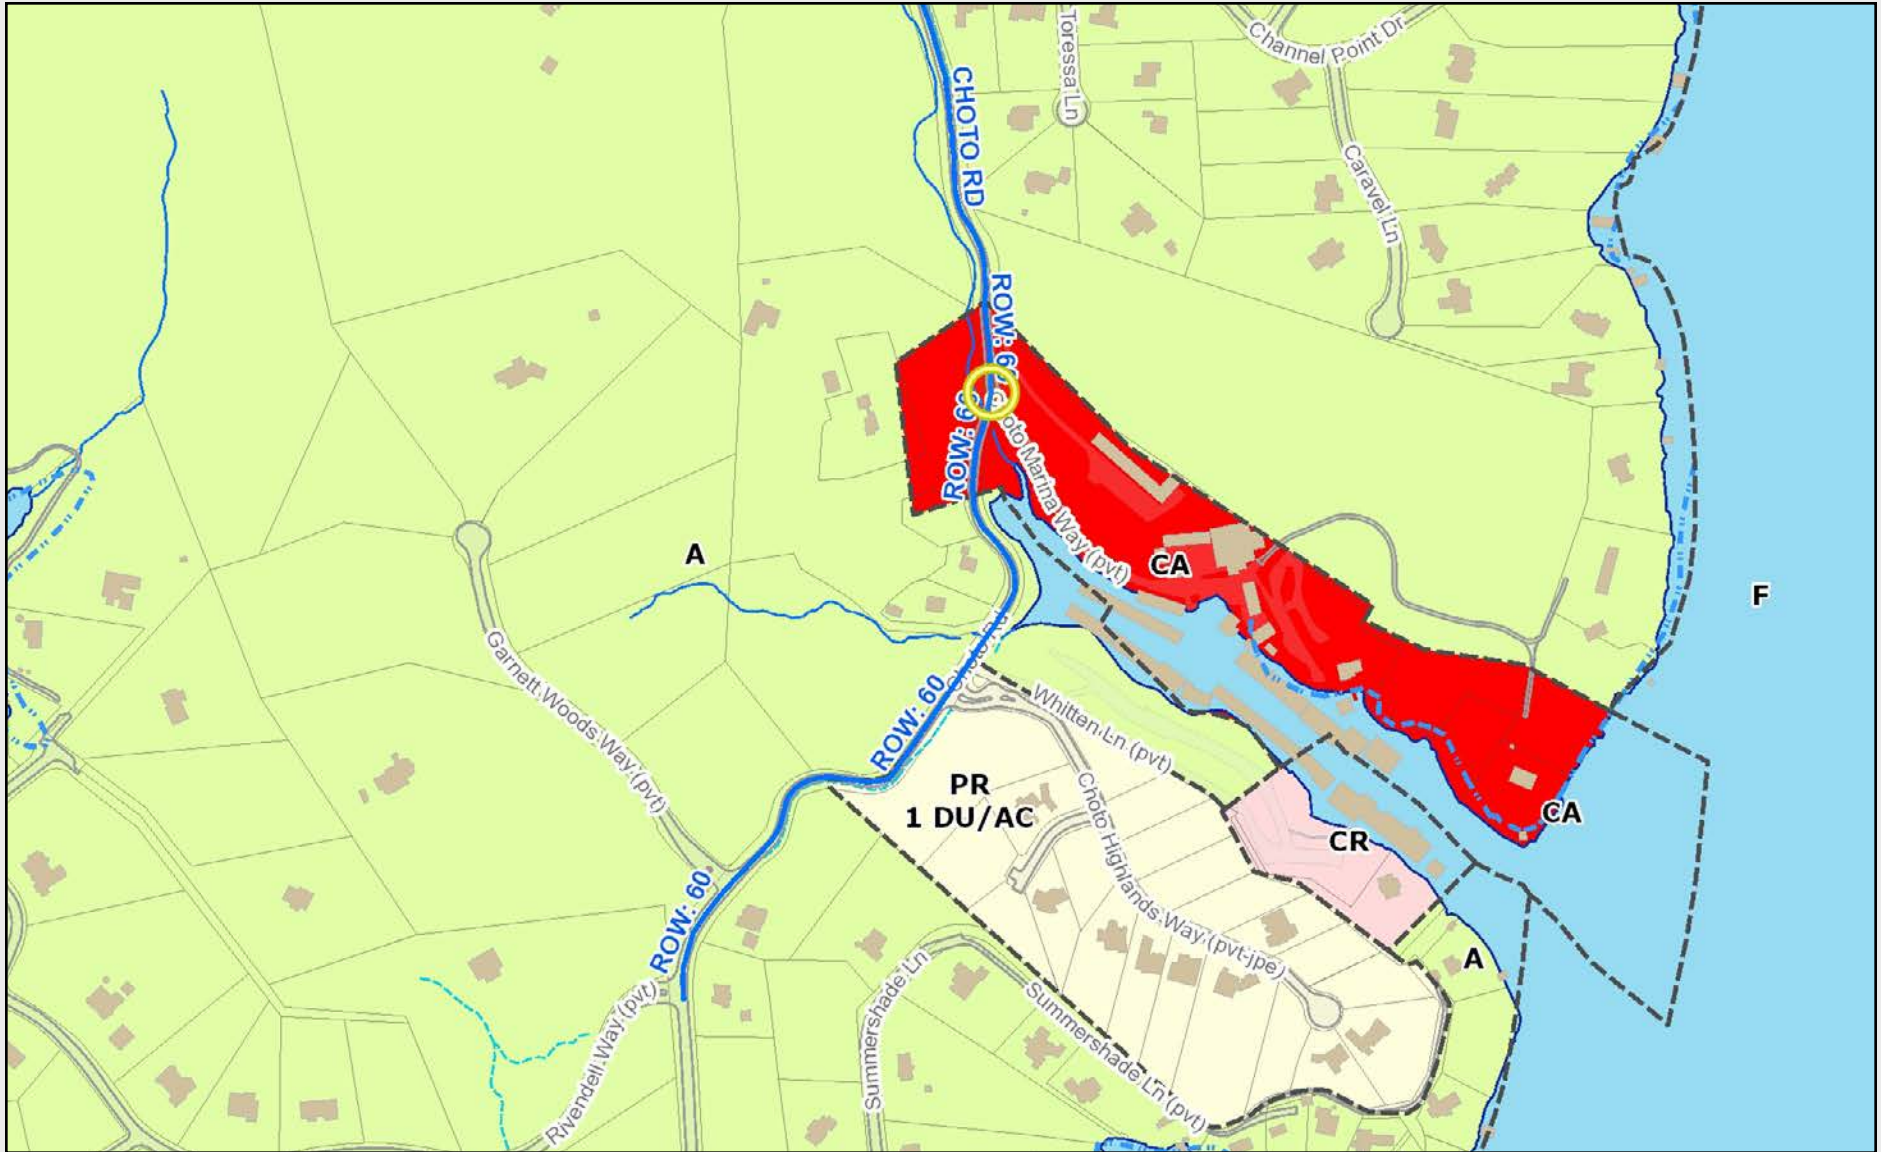 Channel Point Dr
Toressa Ln
CHOTO RD
Caravel Ln
ROW: 60
ROW: 60
Choto Marina Way (pvt)
A
CA
F
Garnett Woods Way (pvt)
Choto Rd
ROW: 60
Whitten Ln (pvt)
PR
1 DU/AC
Choto Highlands Way (pvt-jpe)
CA
CR
ROW: 60
A
Summershade Ln
Rivendell Way (pvt)
Summershade Ln (pvt)